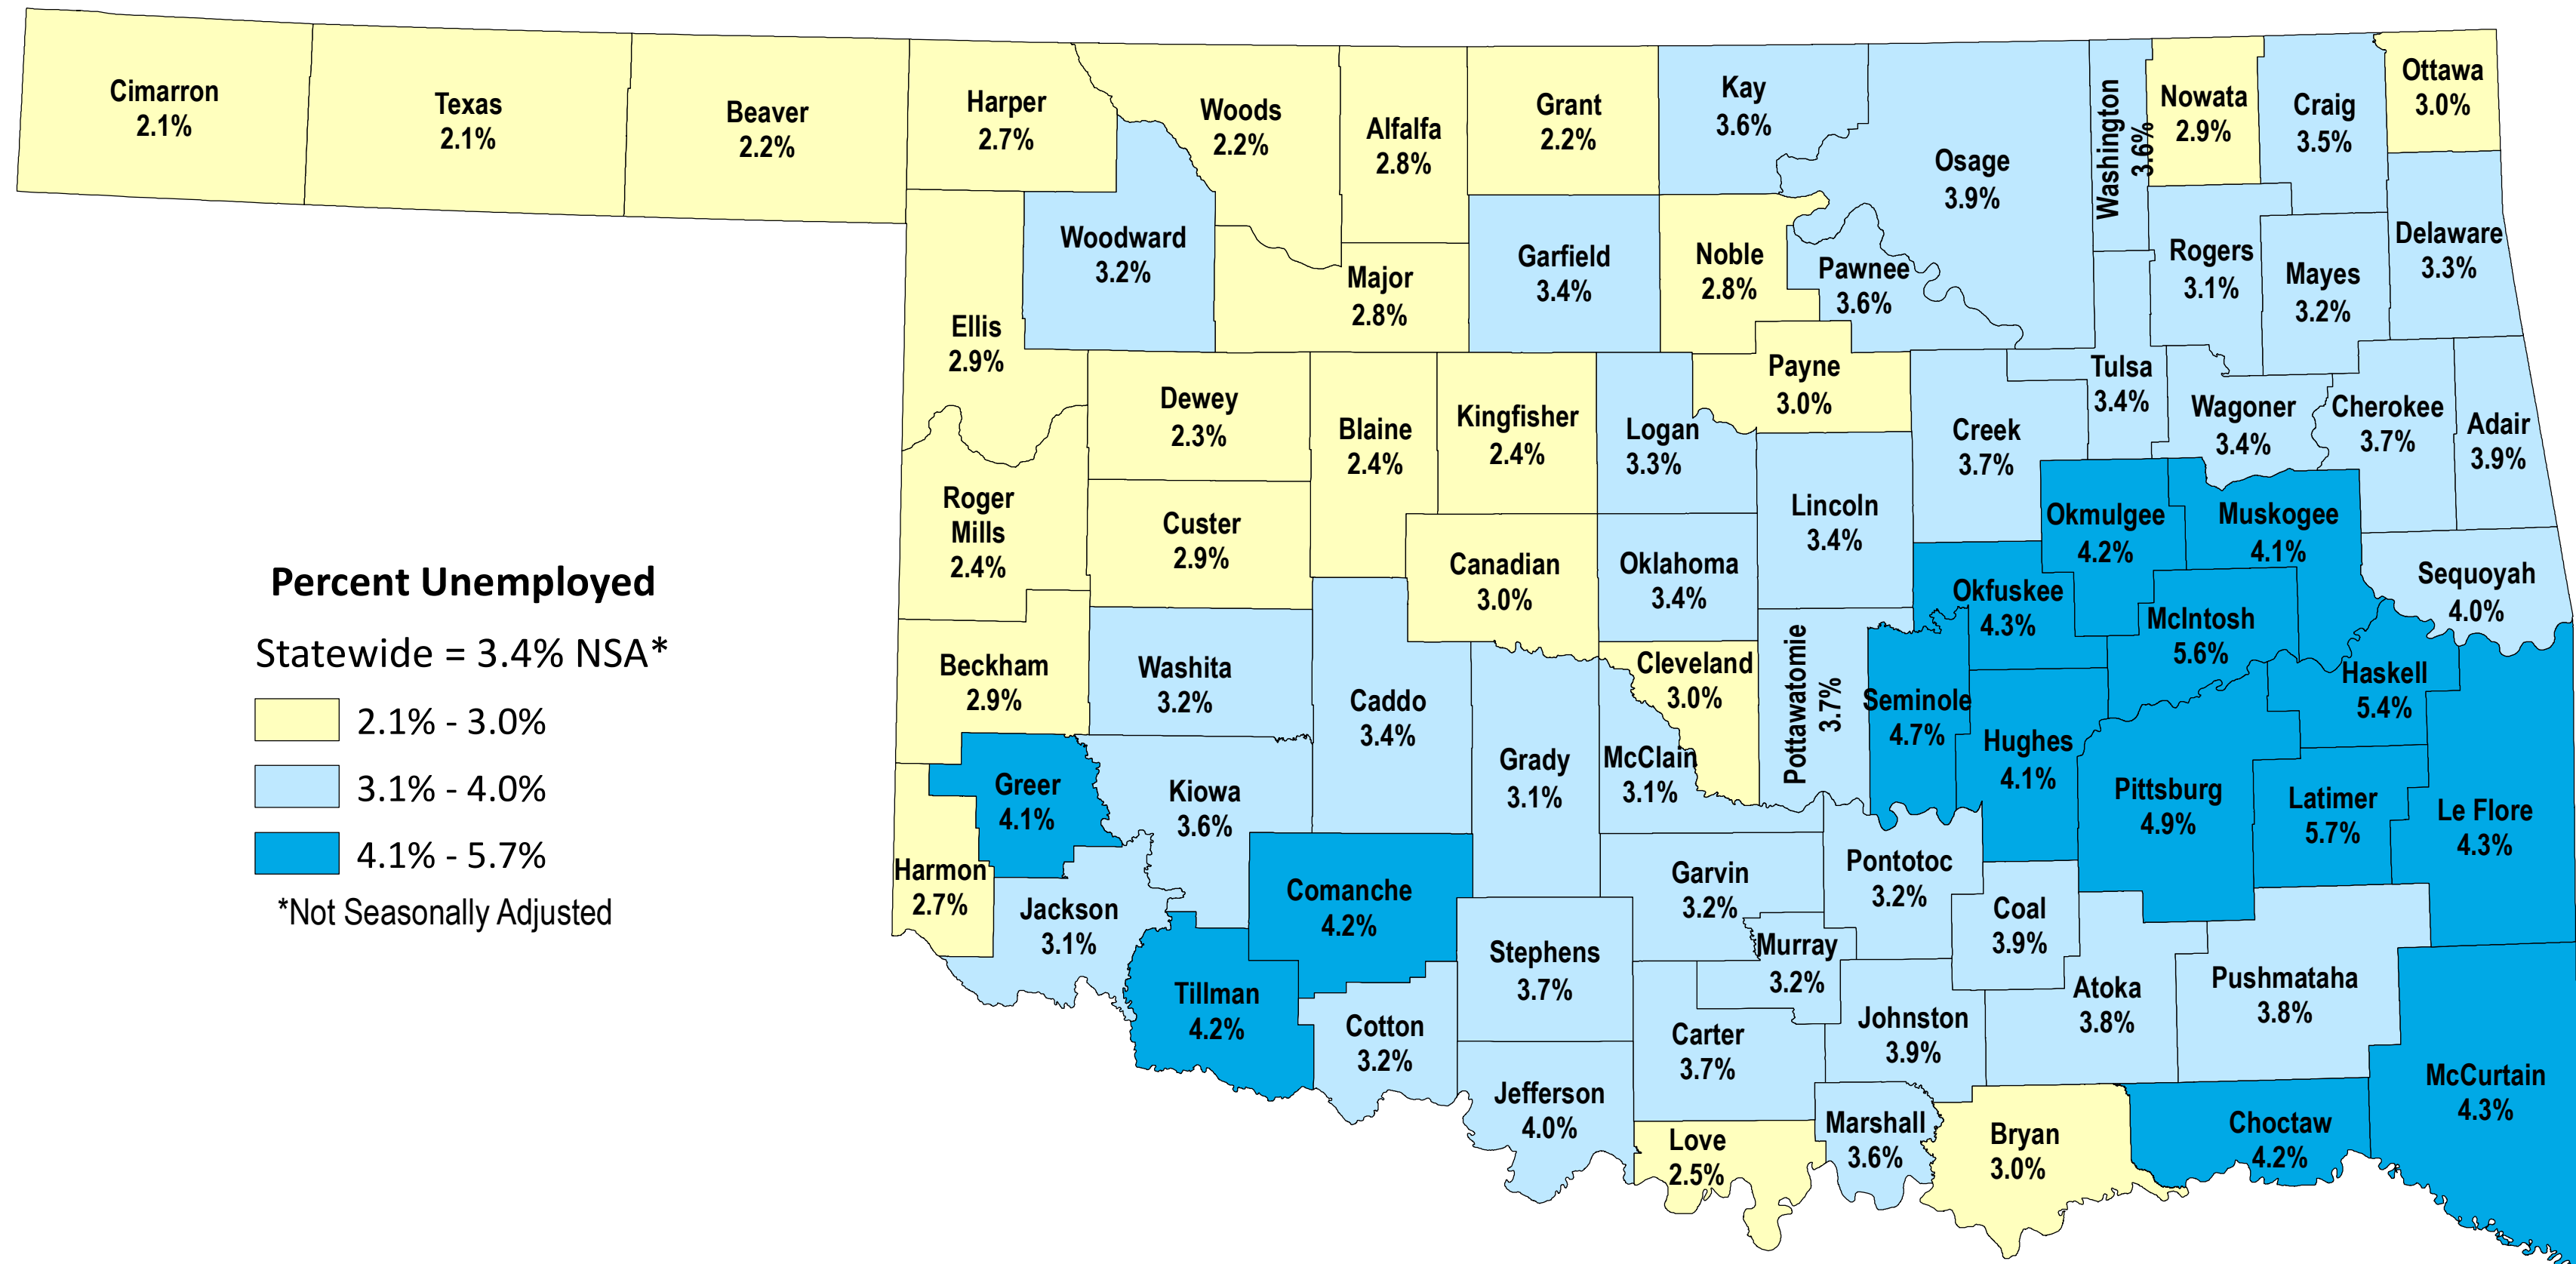 Cimarron
2.1%
Texas
2.1%
Beaver
2.2%
Harper
2.7%
Woods
2.2%
Alfalfa
2.8%
Grant
2.2%
Kay
3.6%
Osage
3.9%
Washington
3.6%
Nowata
2.9%
Craig
3.5%
Ottawa
3.0%
Woodward
3.2%
Major
2.8%
Garfield
3.4%
Noble
2.8%
Pawnee
3.6%
Rogers
3.1%
Mayes
3.2%
Delaware
3.3%
Ellis
2.9%
Dewey
2.3%
Blaine
2.4%
Kingfisher
2.4%
Logan
3.3%
Payne
3.0%
Creek
3.7%
Tulsa
3.4%
Wagoner
3.4%
Cherokee
3.7%
Adair
3.9%
Roger
Mills
2.4%
Custer
2.9%
Canadian
3.0%
Oklahoma
3.4%
Lincoln
3.4%
Okmulgee
4.2%
Muskogee
4.1%
Okfuskee
4.3%
McIntosh
5.6%
Sequoyah
4.0%
Percent Unemployed
Statewide = 3.4% NSA*
2.1% - 3.0%
3.1% - 4.0%
4.1% - 5.7%
*Not Seasonally Adjusted
Beckham
2.9%
Washita
3.2%
Caddo
3.4%
Grady
3.1%
Cleveland
3.0%
McClain
3.1%
Pottawatomie
3.7%
Seminole
4.7%
Hughes
4.1%
Pittsburg
4.9%
Haskell
5.4%
Latimer
5.7%
Le Flore
4.3%
Greer
4.1%
Kiowa
3.6%
Harmon
2.7%
Jackson
3.1%
Comanche
4.2%
Garvin
3.2%
Pontotoc
3.2%
Coal
3.9%
Tillman
4.2%
Cotton
3.2%
Stephens
3.7%
Murray
3.2%
Carter
3.7%
Johnston
3.9%
Atoka
3.8%
Pushmataha
3.8%
McCurtain
4.3%
Jefferson
4.0%
Love
2.5%
Marshall
3.6%
Bryan
3.0%
Choctaw
4.2%